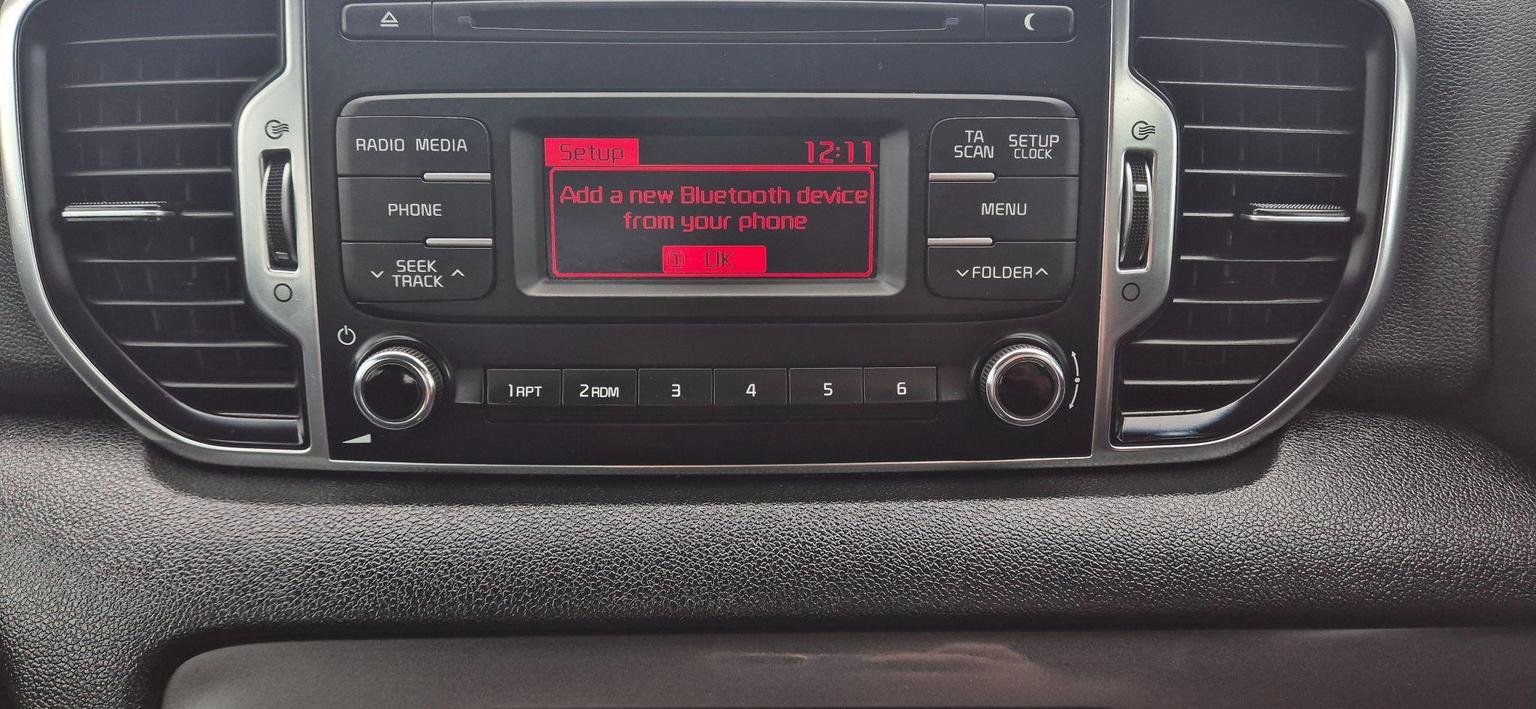 RADIO MEDIA
PHONE
SEEK
TRACK
Setup 12:11
Add a new Bluetooth device
from your phone
1 OK
TA
SCAN
SETUP
CLOCK
MENU
FOLDER
1 RPT
2 RDM
3
4
5
6